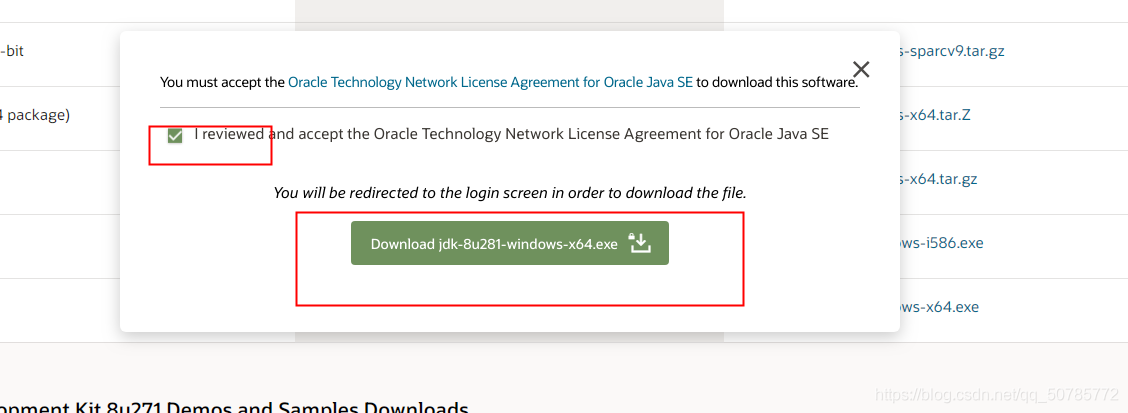 -bit
s-sparcv9.tar.gz
You must accept the Oracle Technology Network License Agreement for Oracle Java SE to download this software.
4 package)
s-x64.tar.Z
I reviewed and accept the Oracle Technology Network License Agreement for Oracle Java SE
s-x64.tar.gz
You will be redirected to the login screen in order to download the file.
Download jdk-8u281-windows-x64.exe
ws-i586.exe
ws-x64.exe
opment Kit 8u271 Demos and Samples Downloads
https://blog.csdn.net/qq_50785772